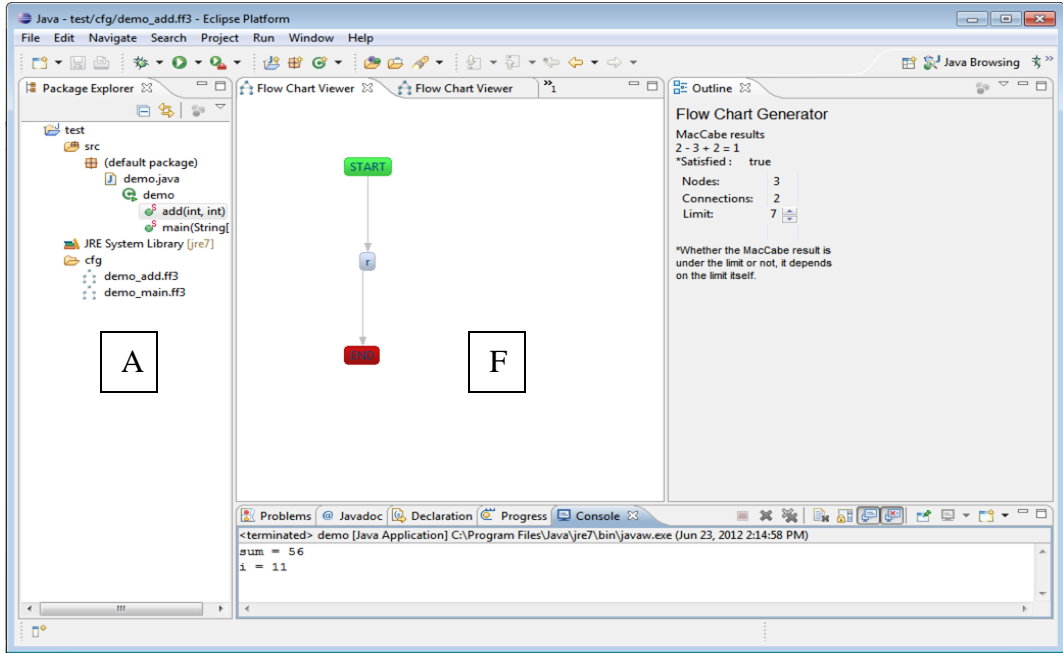 Java - test/cfg/demo_add.ff3 - Eclipse Platform
File Edit Navigate Search Project Run Window Help
Java Browsing
Package Explorer
test
src
(default package)
demo.java
demo
add(int, int)
main(String[
JRE System Library [jre7]
cfg
demo_add.ff3
demo_main.ff3
A
Flow Chart Viewer
Flow Chart Viewer
»1
START
r
END
F
Outline
Flow Chart Generator
MacCabe results
2 - 3 + 2 = 1
*Satisfied : true
Nodes: 3
Connections: 2
Limit: 7
*Whether the MacCabe result is
under the limit or not, it depends
on the limit itself.
Problems @ Javadoc Declaration Progress Console
<terminated> demo [Java Application] C:\Program Files\Java\jre7\bin\javaw.exe (Jun 23, 2012 2:14:58 PM)
sum = 56
i = 11